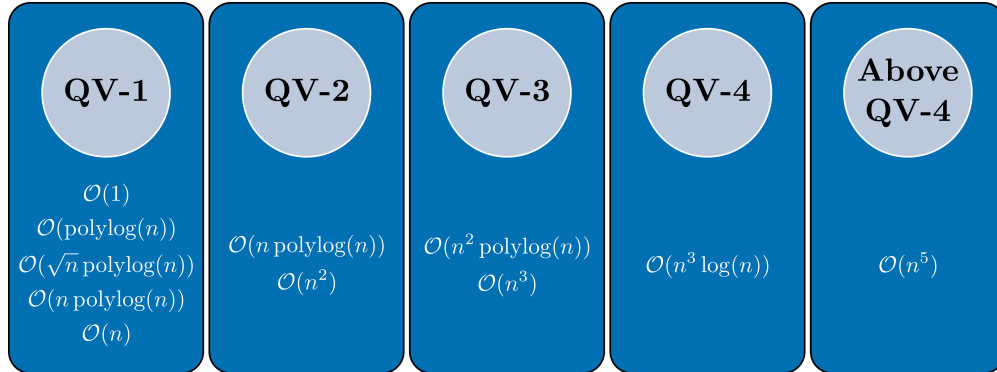 QV-1
𝒪(1)
𝒪(polylog(n))
𝒪(√n polylog(n))
𝒪(n polylog(n))
𝒪(n)
QV-2
𝒪(n polylog(n))
𝒪(n²)
QV-3
𝒪(n² polylog(n))
𝒪(n³)
QV-4
𝒪(n³ log(n))
Above
QV-4
𝒪(n⁵)